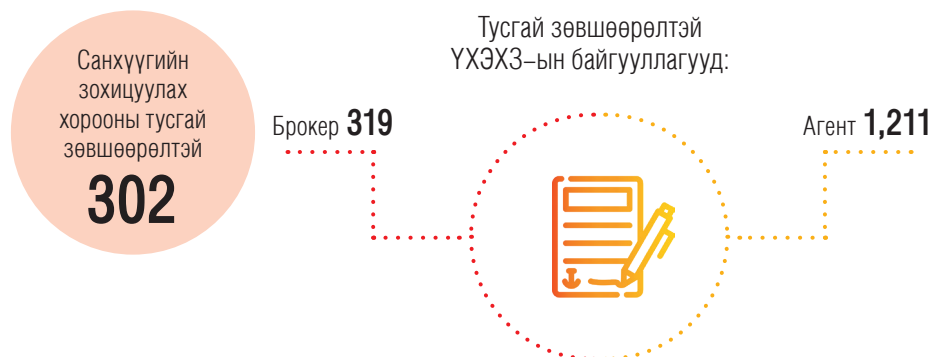 Санхүүгийн
зохицуулах
хорооны тусгай
зөвшөөрөлтэй
302
Тусгай зөвшөөрөлтэй
ҮХЭХЗ–ын байгууллагууд:
Брокер 319
Агент 1,211